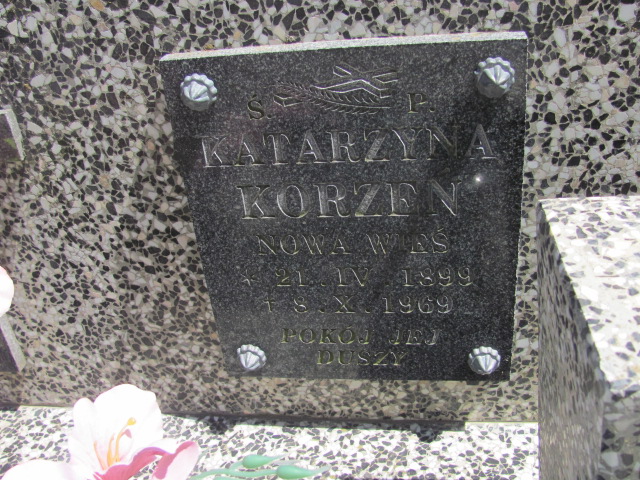 Ś. P.
KATARZYNA
KORZEŃ
NOWA WIEŚ
* 21. IV 1899
+ 8. X. 1969
POKÓJ JEJ
DUSZY